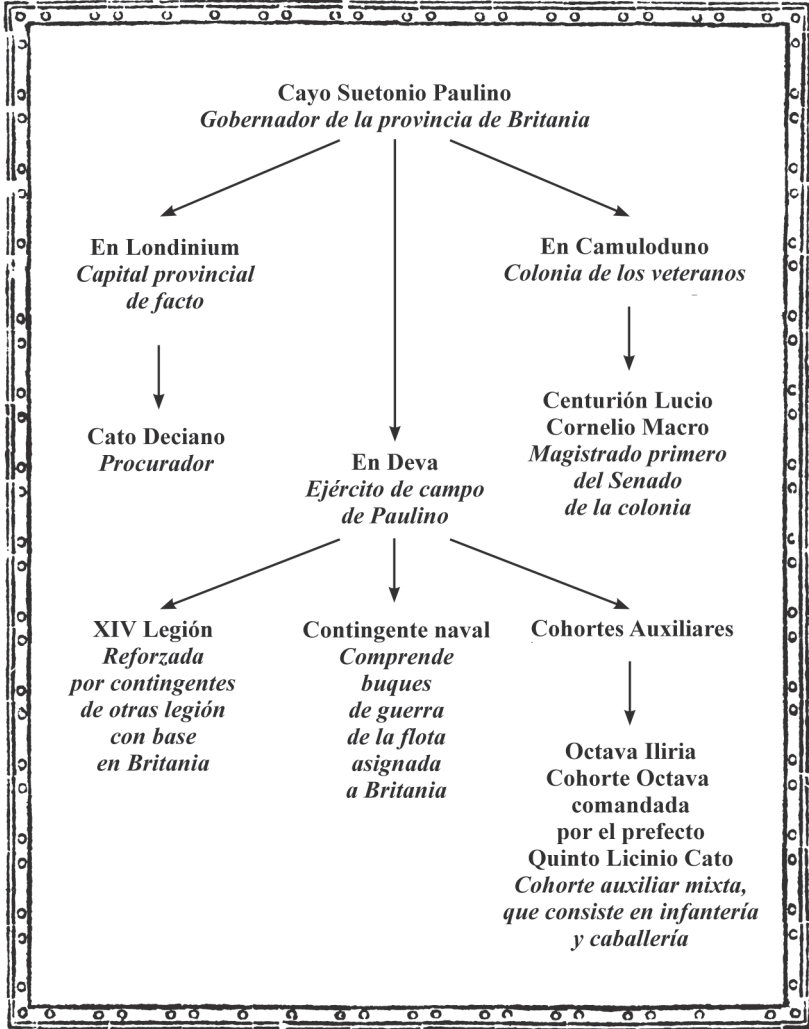 Cayo Suetonio Paulino
Gobernador de la provincia de Britania
En Londinium
Capital provincial
de facto
En Camuloduno
Colonia de los veteranos
Cato Deciano
Procurador
Centurión Lucio
Cornelio Macro
Magistrado primero
del Senado
de la colonia
En Deva
Ejército de campo
de Paulino
XIV Legión
Reforzada
por contingentes
de otras legión
con base
en Britania
Contingente naval
Comprende
buques
de guerra
de la flota
asignada
a Britania
Cohortes Auxiliares
Octava Iliria
Cohorte Octava
comandada
por el prefecto
Quinto Licinio Cato
Cohorte auxiliar mixta,
que consiste en infantería
y caballería